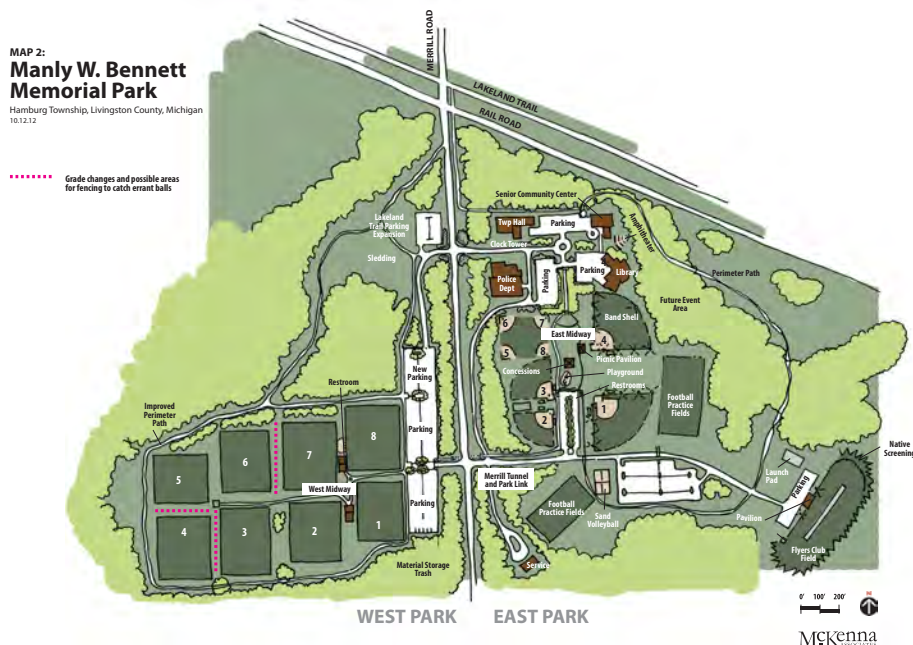 MAP 2:
Manly W. Bennett
Memorial Park
Hamburg Township, Livingston County, Michigan
10.12.12
Grade changes and possible areas
for fencing to catch errant balls
MERRILL ROAD
LAKELAND TRAIL
RAIL ROAD
Senior Community Center
Twp Hall
Parking
Amphitheater
Lakeland
Trail Parking
Expansion
Clock Tower
Sledding
Police
Dept
Parking
Parking
Library
Perimeter Path
Future Event
Area
Band Shell
6
7
East Midway
4
5
8
Picnic Pavilion
Concessions
Playground
Restrooms
3
2
1
Football
Practice
Fields
New
Parking
Restroom
Improved
Perimeter
Path
Parking
8
7
6
5
West Midway
Parking
4
3
2
1
Merrill Tunnel
and Park Link
Football
Practice Fields
Sand
Volleyball
Native
Screening
Launch
Pad
Parking
Pavilion
Flyers Club
Field
Material Storage
Trash
Service
WEST PARK
EAST PARK
0' 100' 200'
McKenna
ASSOCIATES